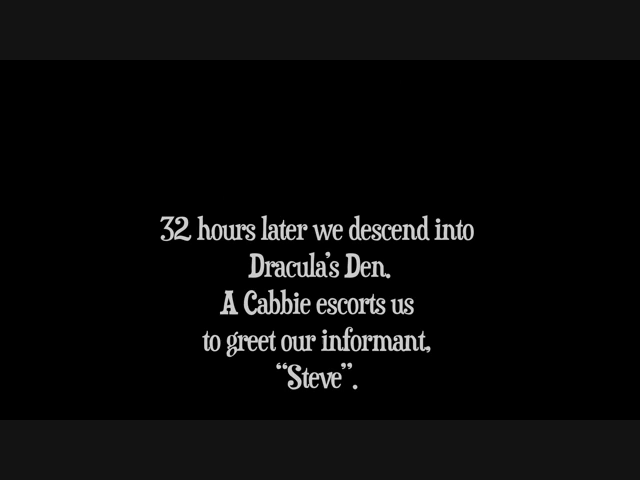 32 hours later we descend into
Dracula's Den.
A Cabbie escorts us
to greet our informant,
“Steve”.